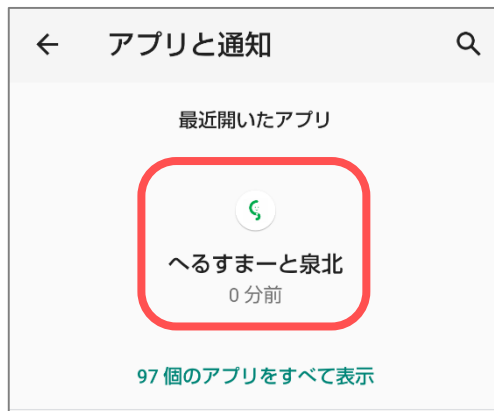 アプリと通知
最近開いたアプリ
へるすまーと泉北
0 分前
97 個のアプリをすべて表示